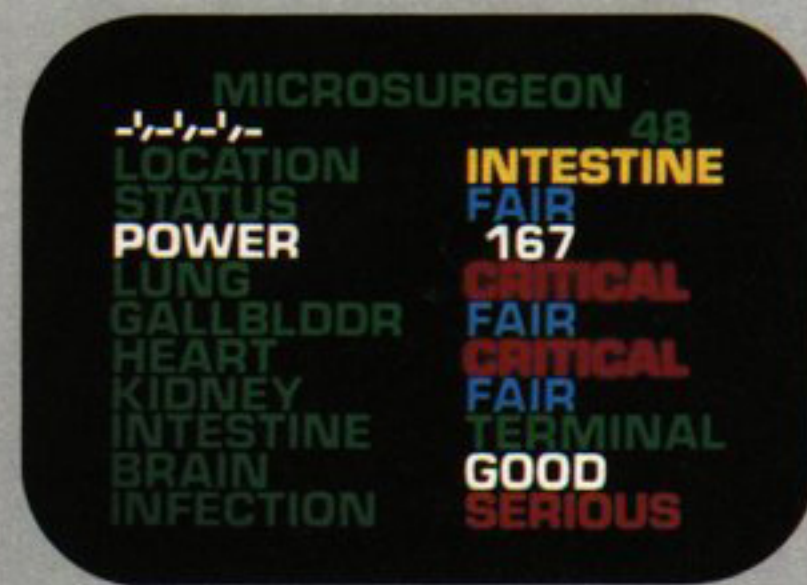 MICROSURGEON
48
LOCATION INTESTINE
STATUS FAIR
POWER 167
LUNG CRITICAL
GALLBLDDR FAIR
HEART CRITICAL
KIDNEY FAIR
INTESTINE TERMINAL
BRAIN GOOD
INFECTION SERIOUS